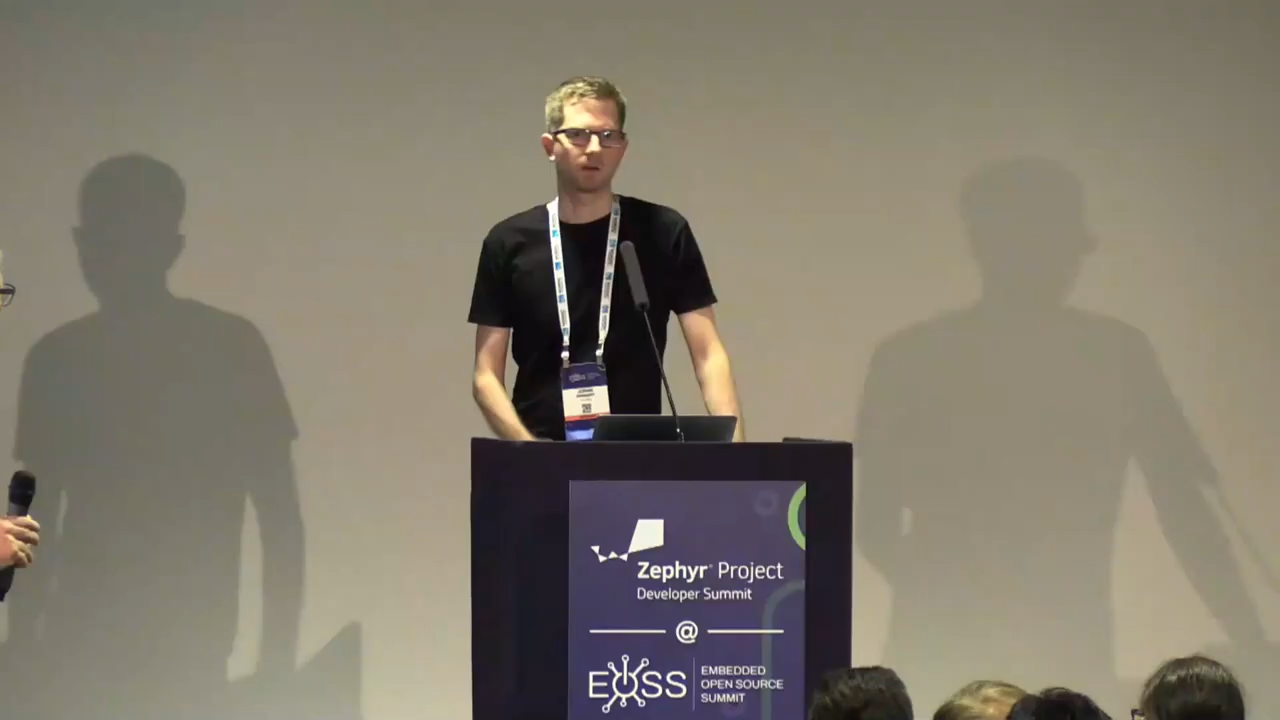 Zephyr® Project
Developer Summit
@
EOSS
EMBEDDED
OPEN SOURCE
SUMMIT